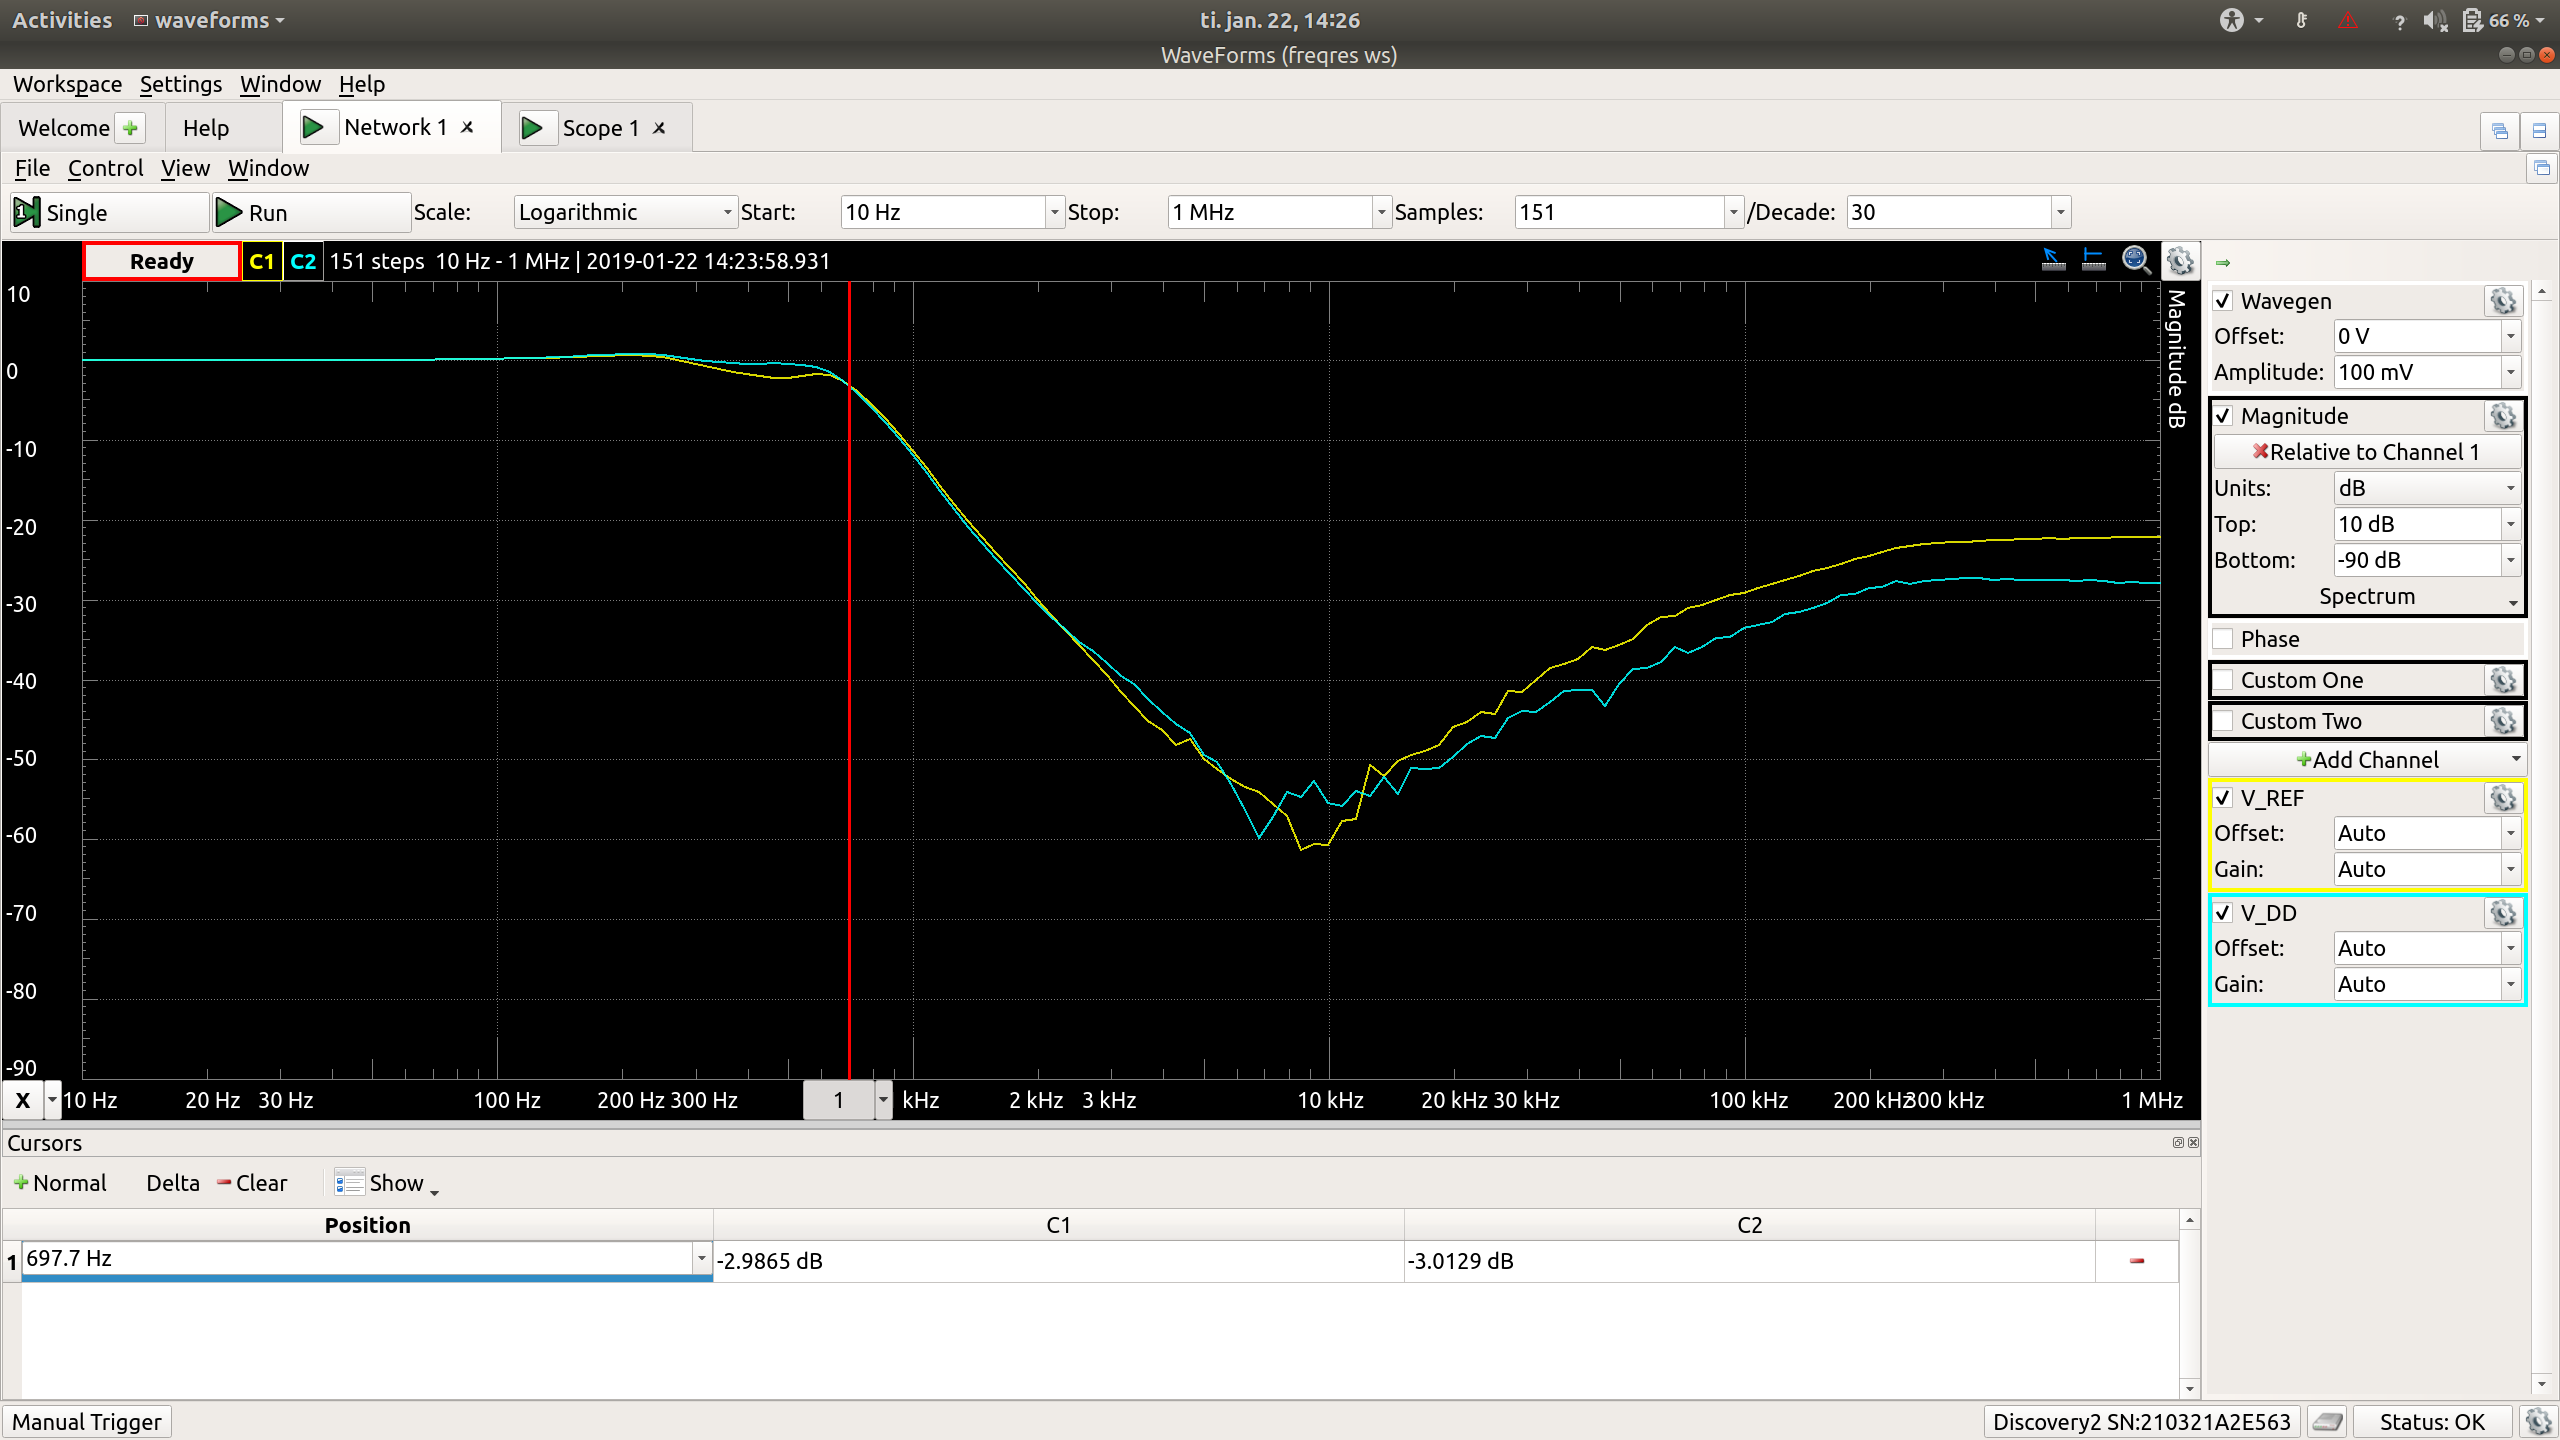 Activities waveforms ti. jan. 22, 14:26 66 %
WaveForms (freqres ws)
Workspace Settings Window Help
Welcome Help Network 1 Scope 1
File Control View Window
Single Run Scale: Logarithmic Start: 10 Hz Stop: 1 MHz Samples: 151 /Decade: 30
Ready C1 C2 151 steps 10 Hz - 1 MHz | 2019-01-22 14:23:58.931
10
0
-10
-20
-30
-40
-50
-60
-70
-80
-90
Magnitude dB
X 10 Hz 20 Hz 30 Hz 100 Hz 200 Hz 300 Hz 1 kHz 2 kHz 3 kHz 10 kHz 20 kHz 30 kHz 100 kHz 200 kHz 300 kHz 1 MHz
Wavegen
Offset: 0 V
Amplitude: 100 mV
Magnitude
Relative to Channel 1
Units: dB
Top: 10 dB
Bottom: -90 dB
Spectrum
Phase
Custom One
Custom Two
Add Channel
V_REF
Offset: Auto
Gain: Auto
V_DD
Offset: Auto
Gain: Auto
Cursors
Normal Delta Clear Show
Position C1 C2
1 697.7 Hz -2.9865 dB -3.0129 dB
Manual Trigger Discovery2 SN:210321A2E563 Status: OK